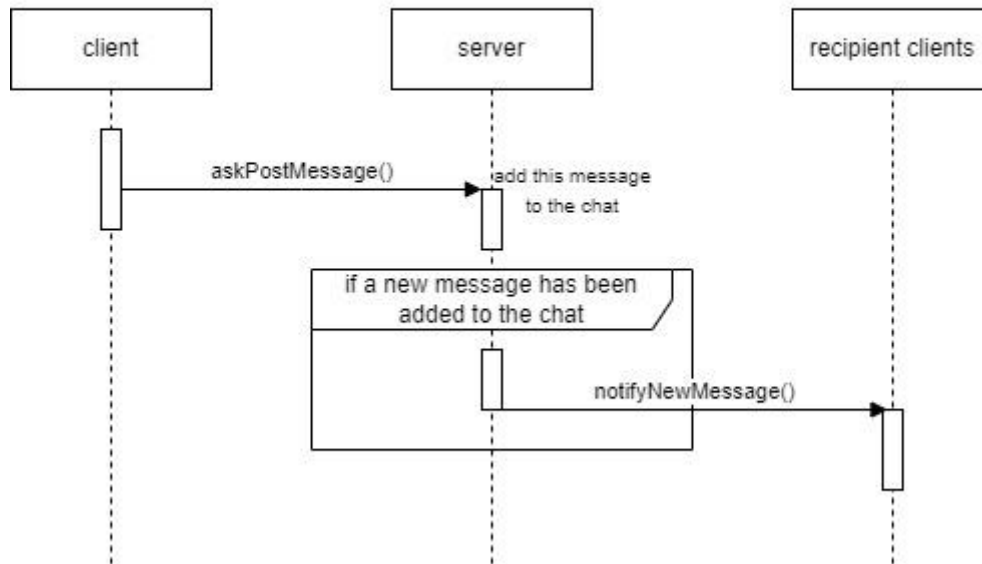 client
server
recipient clients
askPostMessage()
add this message
to the chat
if a new message has been
added to the chat
notifyNewMessage()